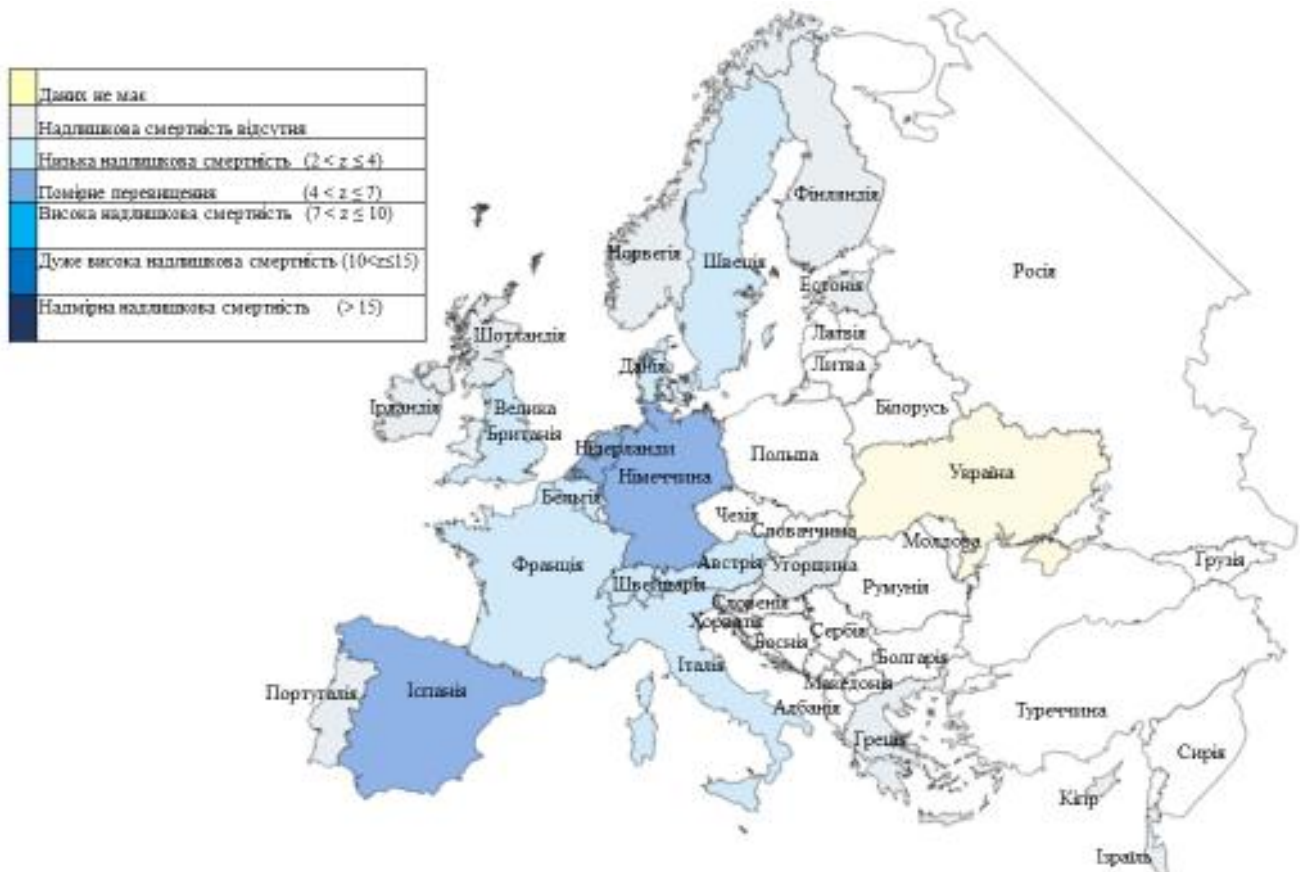 Даних не має
Надлишкова смертність відсутня
Низька надлишкова смертність (2 < z ≤ 4)
Помірне перевищення (4 < z ≤ 7)
Висока надлишкова смертність (7 < z ≤ 10)
Дуже висока надлишкова смертність (10<z≤15)
Надмірна надлишкова смертність (> 15)
Фінляндія
Норвегія
Швеція
Росія
Естонія
Шотландія
Латвія
Данія
Литва
Ірландія
Велика
Британія
Білорусь
Нідерланди
Польша
Німеччина
Україна
Бельгія
Чехія
Словаччина
Молдова
Франція
Австрія
Угорщина
Грузія
Швейцарія
Румунія
Словенія
Хорватія
Сербія
Боснія
Болгарія
Італія
Македонія
Португалія
Іспанія
Албанія
Туреччина
Греція
Сирія
Кіпр
Ізраїль